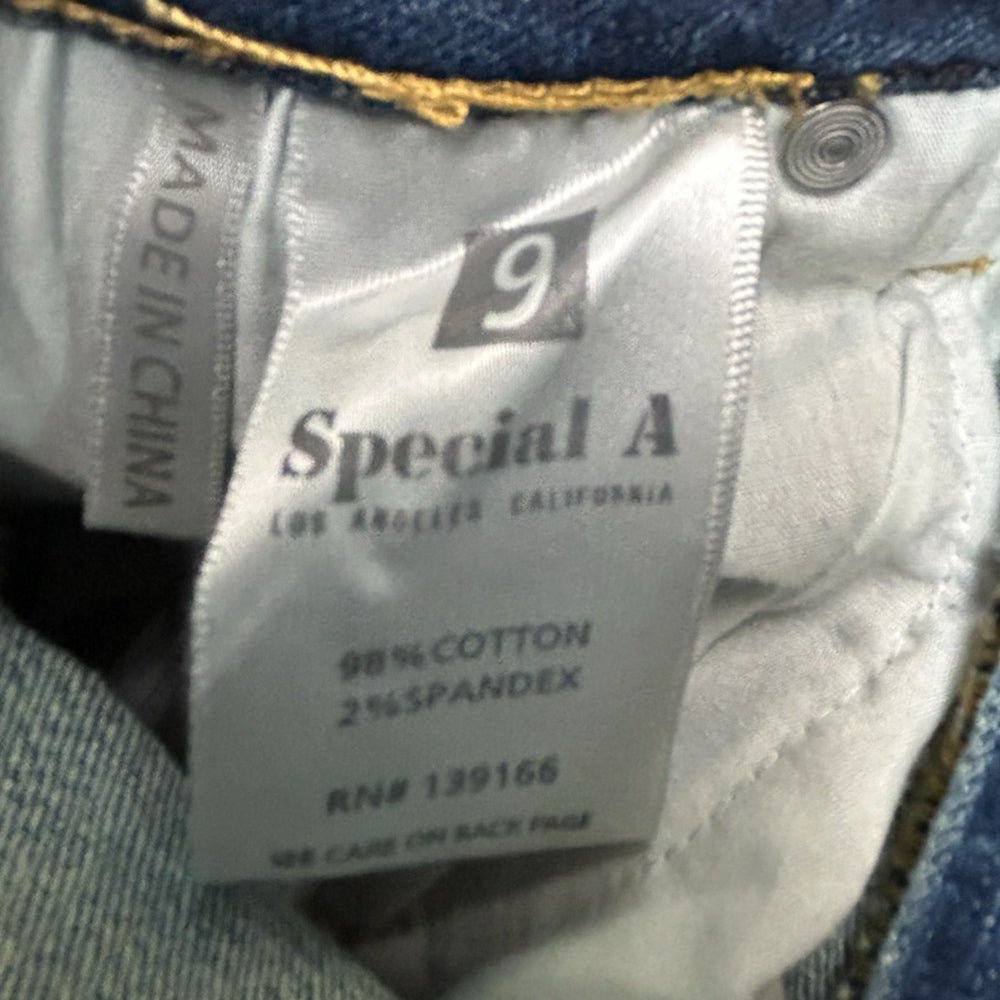 MADE IN CHINA
9
Special A
LOS ANGELES CALIFORNIA
98% COTTON
2% SPANDEX
RN# 139166
SEE CARE ON BACK PAGE